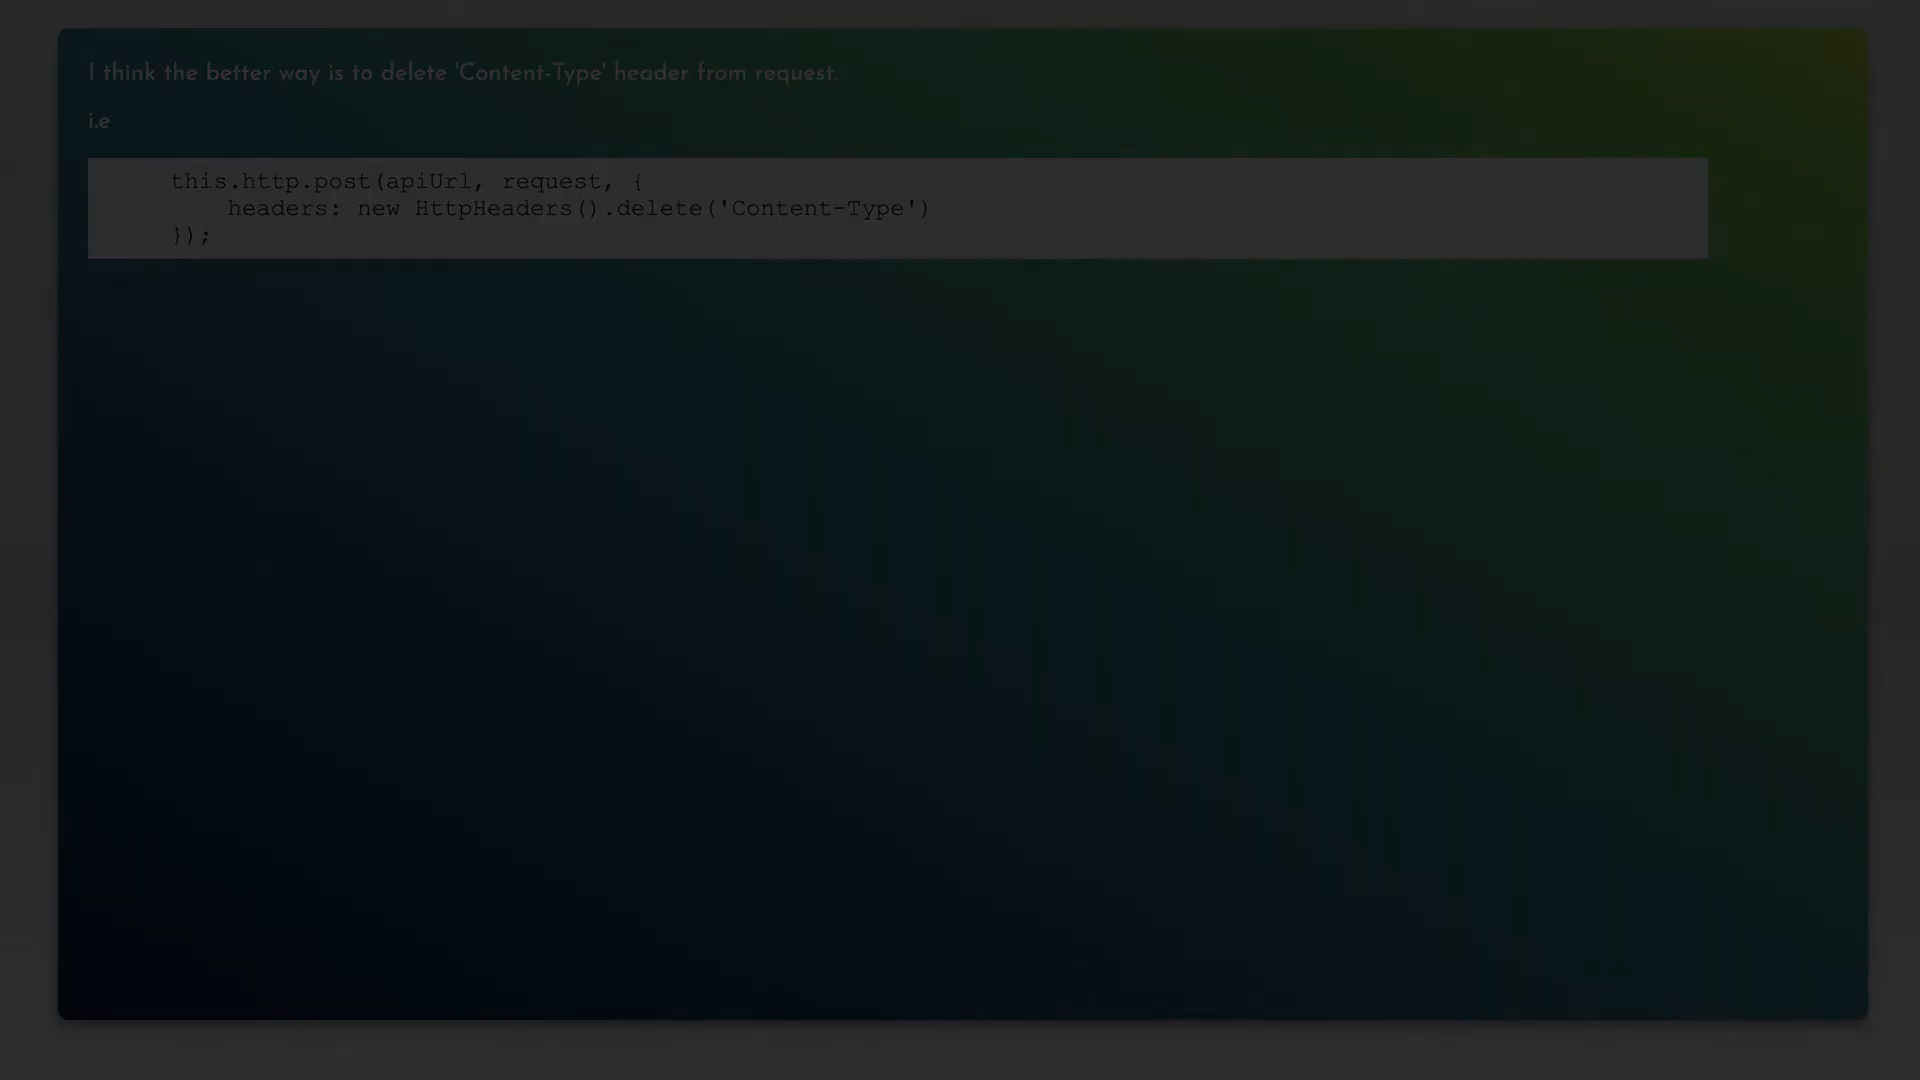 I think the better way is to delete 'Content-Type' header from request.
i.e
this.http.post(apiUrl, request, {
    headers: new HttpHeaders().delete('Content-Type')
});